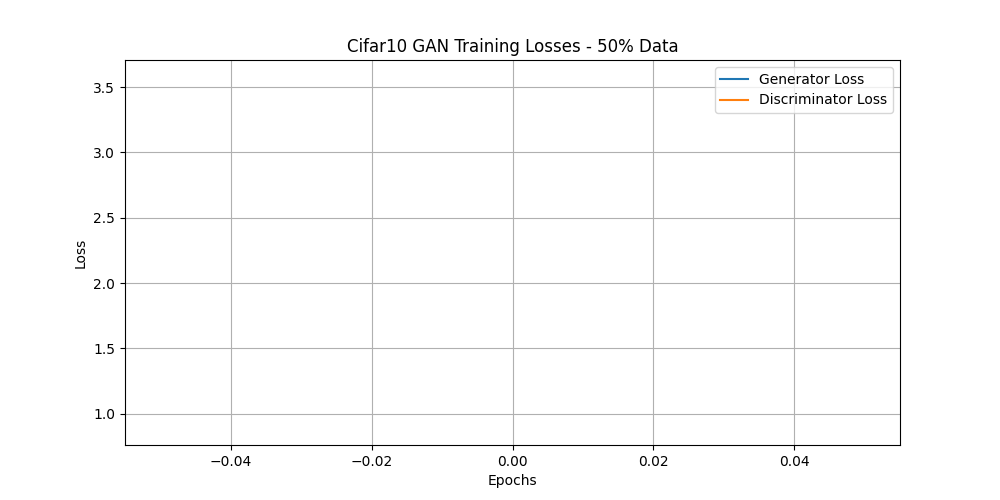 Cifar10 GAN Training Losses - 50% Data
Generator Loss
Discriminator Loss
3.5
3.0
2.5
2.0
1.5
1.0
Loss
−0.04
−0.02
0.00
0.02
0.04
Epochs